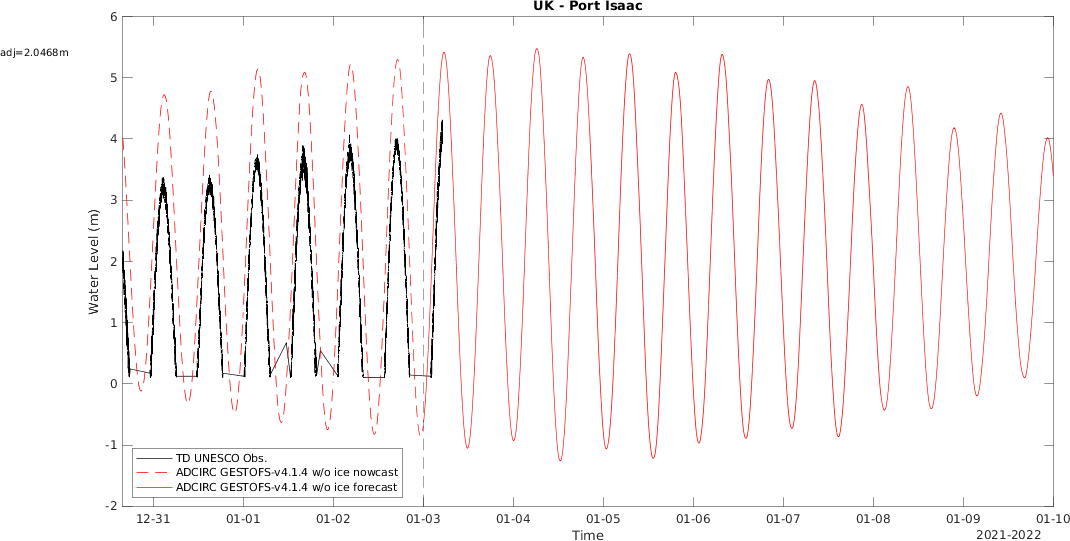 UK - Port Isaac
adj=2.0468m
6
5
4
3
2
1
0
-1
-2
Water Level (m)
TD UNESCO Obs.
ADCIRC GESTOFS-v4.1.4 w/o ice nowcast
ADCIRC GESTOFS-v4.1.4 w/o ice forecast
12-31 01-01 01-02 01-03 01-04 01-05 01-06 01-07 01-08 01-09 01-10
Time
2021-2022